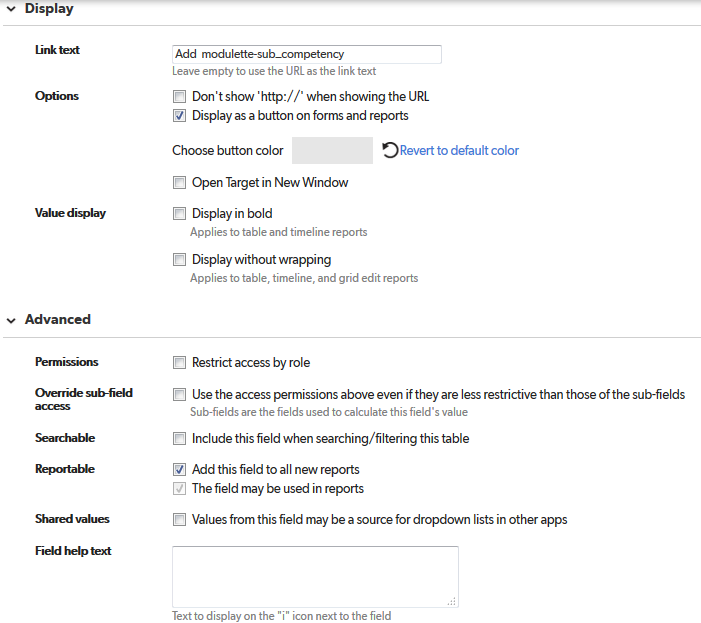 Display
Link text
Add modulette-sub_competency
Leave empty to use the URL as the link text
Options
Don't show 'http://' when showing the URL
Display as a button on forms and reports
Choose button color
Revert to default color
Open Target in New Window
Value display
Display in bold
Applies to table and timeline reports
Display without wrapping
Applies to table, timeline, and grid edit reports
Advanced
Permissions
Restrict access by role
Override sub-field
access
Use the access permissions above even if they are less restrictive than those of the sub-fields
Sub-fields are the fields used to calculate this field's value
Searchable
Include this field when searching/filtering this table
Reportable
Add this field to all new reports
The field may be used in reports
Shared values
Values from this field may be a source for dropdown lists in other apps
Field help text
Text to display on the "i" icon next to the field